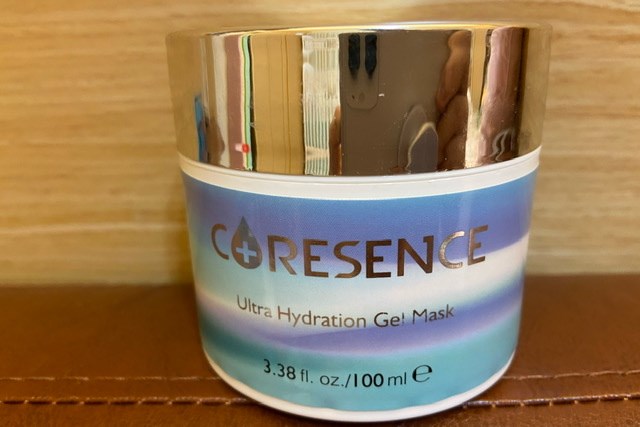 CORESENCE
Ultra Hydration Gel Mask
3.38 fl. oz./100 ml ℮